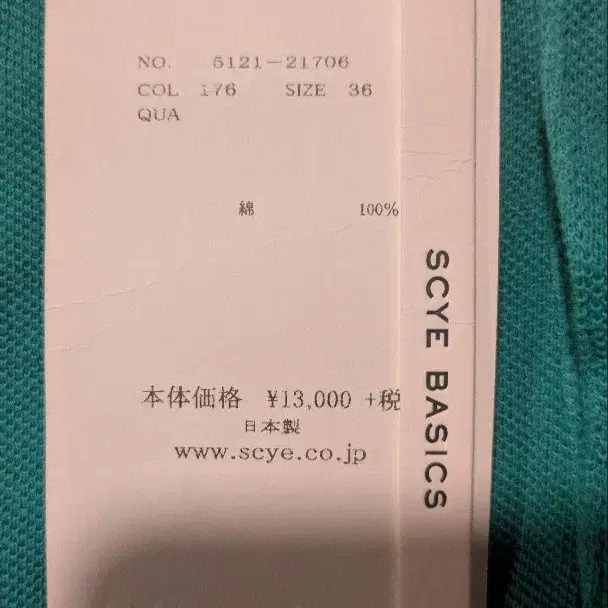 NO. 5121-21706
COL 176 SIZE 36
QUA
綿 100%
本体価格 ¥13,000 +税
日本製
www.scye.co.jp
SCYE BASICS